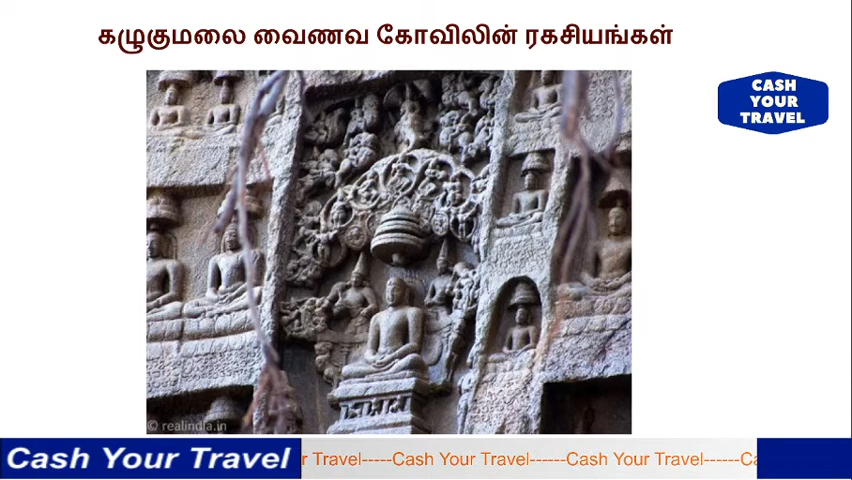 கழுகுமலை வைணவ கோவிலின் ரகசியங்கள்
CASH
YOUR
TRAVEL
© realindia.in
Cash Your Travel
r Travel-----Cash Your Travel------Cash Your Travel------Ca